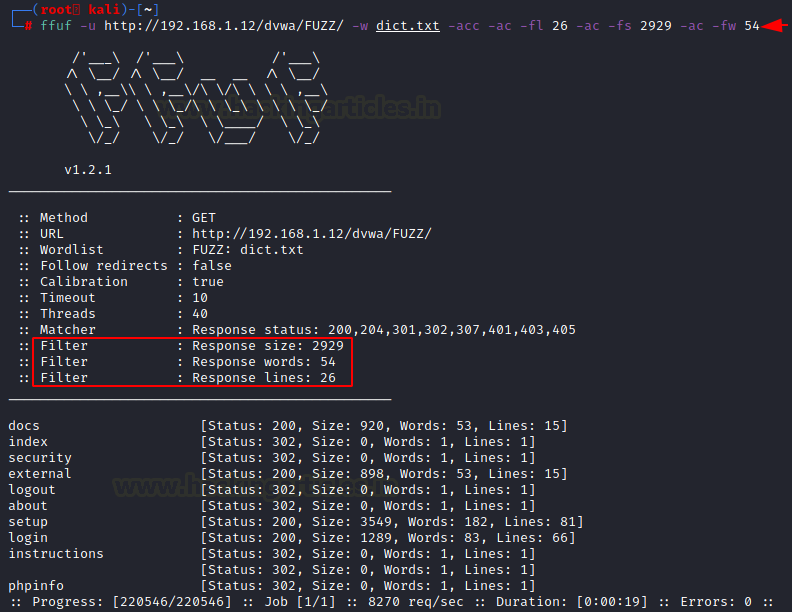 ┌──(root💀 kali)-[~]
└─# ffuf -u http://192.168.1.12/dvwa/FUZZ/ -w dict.txt -acc -ac -fl 26 -ac -fs 2929 -ac -fw 54
www.hackingarticles.in
v1.2.1
:: Method : GET
:: URL : http://192.168.1.12/dvwa/FUZZ/
:: Wordlist : FUZZ: dict.txt
:: Follow redirects : false
:: Calibration : true
:: Timeout : 10
:: Threads : 40
:: Matcher : Response status: 200,204,301,302,307,401,403,405
:: Filter : Response size: 2929
:: Filter : Response words: 54
:: Filter : Response lines: 26
docs [Status: 200, Size: 920, Words: 53, Lines: 15]
index [Status: 302, Size: 0, Words: 1, Lines: 1]
security [Status: 302, Size: 0, Words: 1, Lines: 1]
external [Status: 200, Size: 898, Words: 53, Lines: 15]
logout [Status: 302, Size: 0, Words: 1, Lines: 1]
www.hackingarticles.in
about [Status: 302, Size: 0, Words: 1, Lines: 1]
setup [Status: 200, Size: 3549, Words: 182, Lines: 81]
login [Status: 200, Size: 1289, Words: 83, Lines: 66]
instructions [Status: 302, Size: 0, Words: 1, Lines: 1]
[Status: 302, Size: 0, Words: 1, Lines: 1]
phpinfo [Status: 302, Size: 0, Words: 1, Lines: 1]
:: Progress: [220546/220546] :: Job [1/1] :: 8270 req/sec :: Duration: [0:00:19] :: Errors: 0 ::